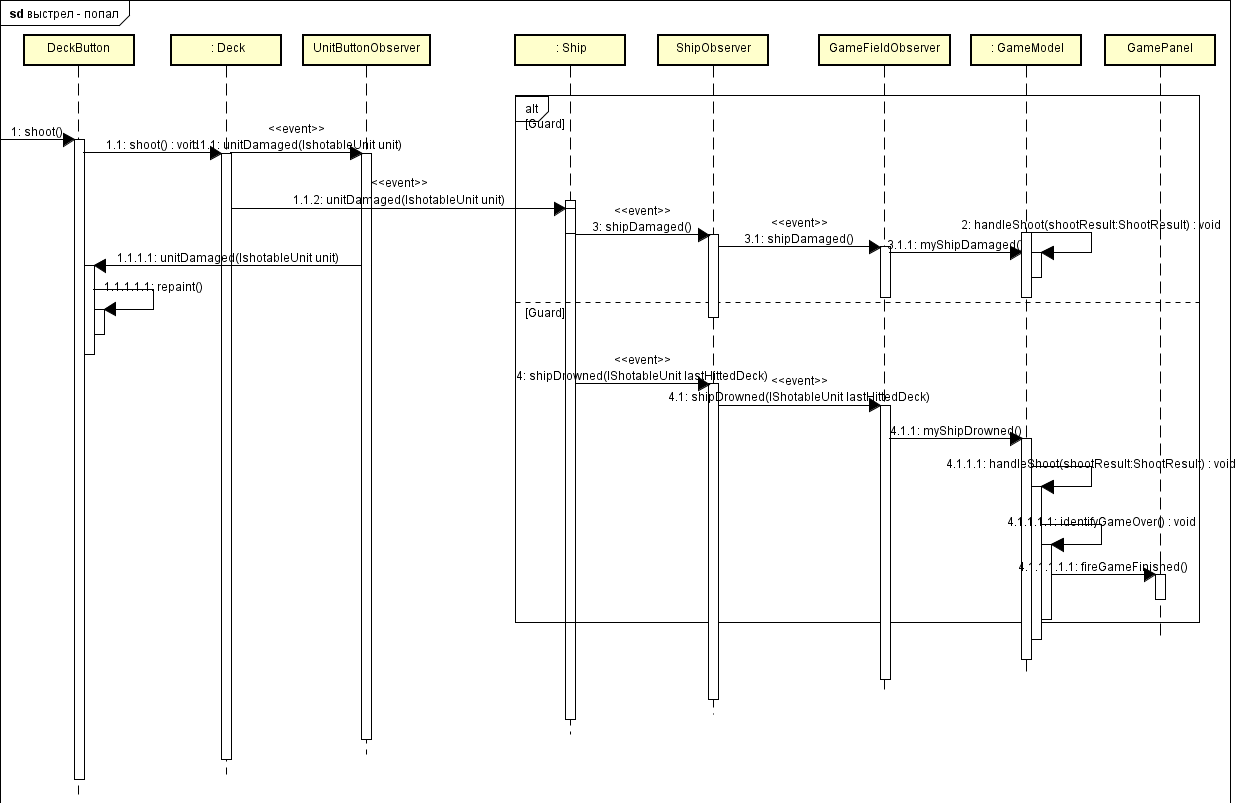 sd выстрел - попал
DeckButton
: Deck
UnitButtonObserver
: Ship
ShipObserver
GameFieldObserver
: GameModel
GamePanel
alt
[Guard]
1: shoot()
<<event>>
1.1: shoot() : void
1.1.1: unitDamaged(IshotableUnit unit)
<<event>>
1.1.2: unitDamaged(IshotableUnit unit)
<<event>>
3: shipDamaged()
<<event>>
3.1: shipDamaged()
2: handleShoot(shootResult:ShootResult) : void
3.1.1: myShipDamaged()
1.1.1.1: unitDamaged(IshotableUnit unit)
1.1.1.1.1: repaint()
[Guard]
<<event>>
4: shipDrowned(IShotableUnit lastHittedDeck)
<<event>>
4.1: shipDrowned(IShotableUnit lastHittedDeck)
4.1.1: myShipDrowned()
4.1.1.1: handleShoot(shootResult:ShootResult) : void
4.1.1.1.1: identifyGameOver() : void
4.1.1.1.1.1: fireGameFinished()